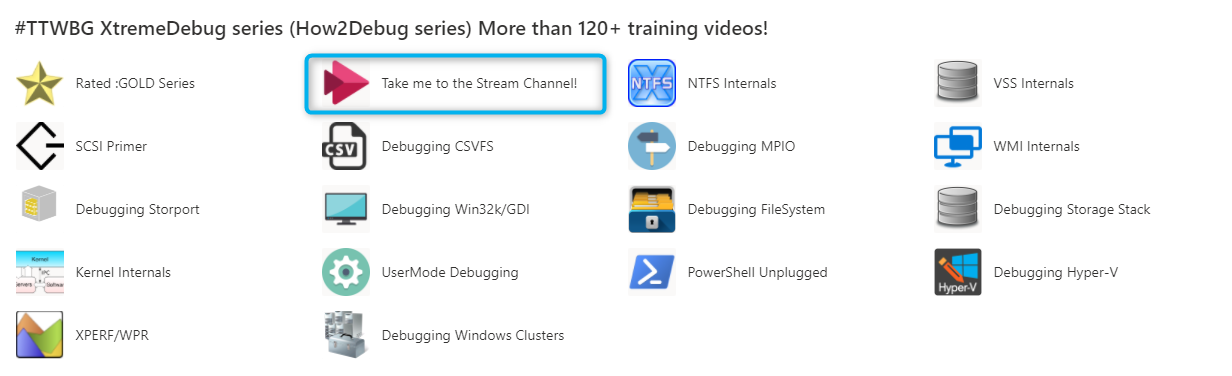 #TTWBG XtremeDebug series (How2Debug series) More than 120+ training videos!
Rated :GOLD Series
Take me to the Stream Channel!
NTFS
NTFS Internals
VSS Internals
SCSI Primer
CSV
Debugging CSVFS
Debugging MPIO
WMI Internals
Debugging Storport
Debugging Win32k/GDI
Debugging FileSystem
Debugging Storage Stack
Kernel
IPC
Servers
Software
Kernel Internals
UserMode Debugging
PowerShell Unplugged
Hyper-V
Debugging Hyper-V
XPERF/WPR
Debugging Windows Clusters